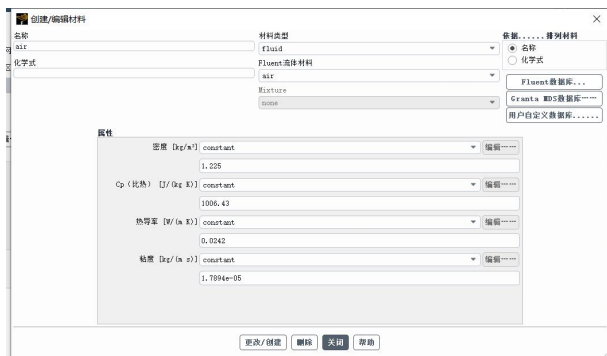 创建/编辑材料
名称
air
化学式
材料类型
fluid
Fluent流体材料
air
Mixture
none
依据......排列材料
名称
化学式
Fluent数据库...
Granta MDS数据库……
用户自定义数据库......
属性
密度 [kg/m³] constant 编辑……
1.225
Cp（比热） [J/(kg K)] constant 编辑……
1006.43
热导率 [W/(m K)] constant 编辑……
0.0242
粘度 [kg/(m s)] constant 编辑……
1.7894e-05
更改/创建 删除 关闭 帮助